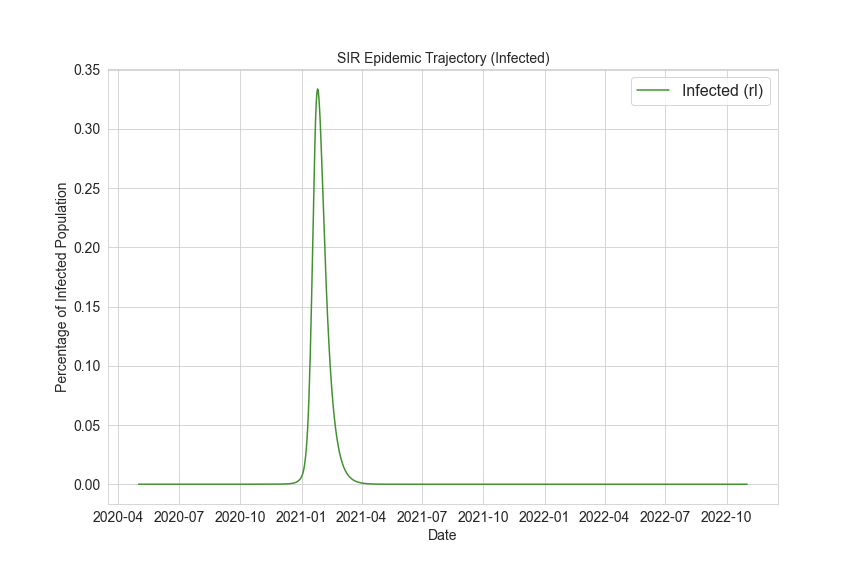 SIR Epidemic Trajectory (Infected)
Infected (rI)
Percentage of Infected Population
0.35
0.30
0.25
0.20
0.15
0.10
0.05
0.00
2020-04 2020-07 2020-10 2021-01 2021-04 2021-07 2021-10 2022-01 2022-04 2022-07 2022-10
Date